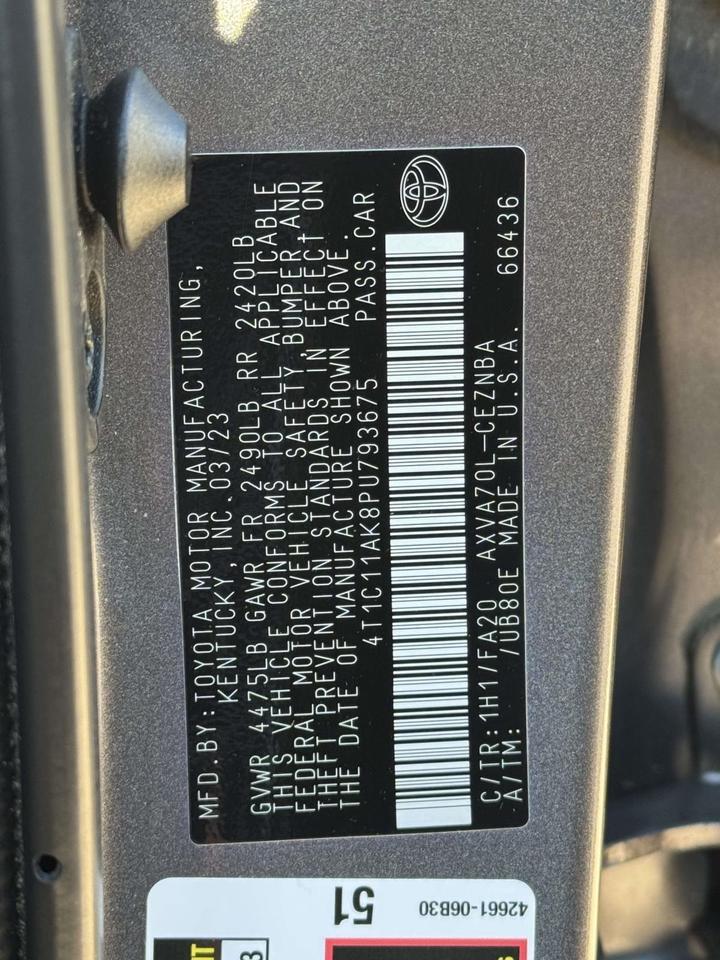 MFD.BY:TOYOTA MOTOR MANUFACTURING,
KENTUCKY, INC.03/23
GVWR 4475LB GAWR FR 2490LB RR 2420LB
THIS VEHICLE CONFORMS TO ALL APPLICABLE
FEDERAL MOTOR VEHICLE SAFETY, BUMPER, AND
THEFT PREVENTION STANDARDS IN EFFECT ON
THE DATE OF MANUFACTURE SHOWN ABOVE.
4T1C11AK8PU793675 PASS.CAR
C/TR:1H1/FA20 AXVA70L-CEZNBA
A/TM: /UB80E MADE IN U.S.A. 66436
51
42661-06B30